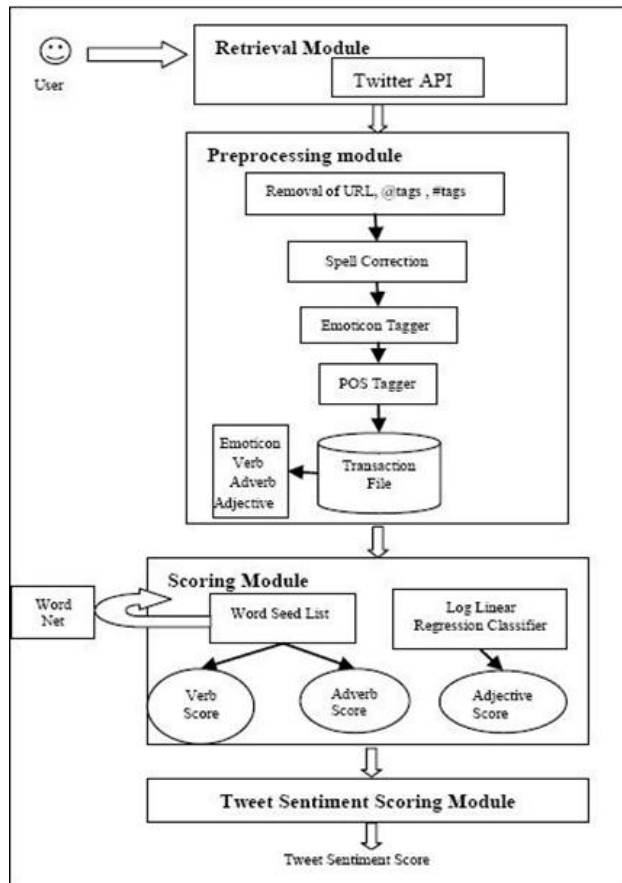 User
Retrieval Module
Twitter API
Preprocessing module
Removal of URL, @tags , #tags
Spell Correction
Emoticon Tagger
POS Tagger
Emoticon
Verb
Adverb
Adjective
Transaction
File
Scoring Module
Word
Net
Word Seed List
Log Linear
Regression Classifier
Verb
Score
Adverb
Score
Adjective
Score
Tweet Sentiment Scoring Module
Tweet Sentiment Score